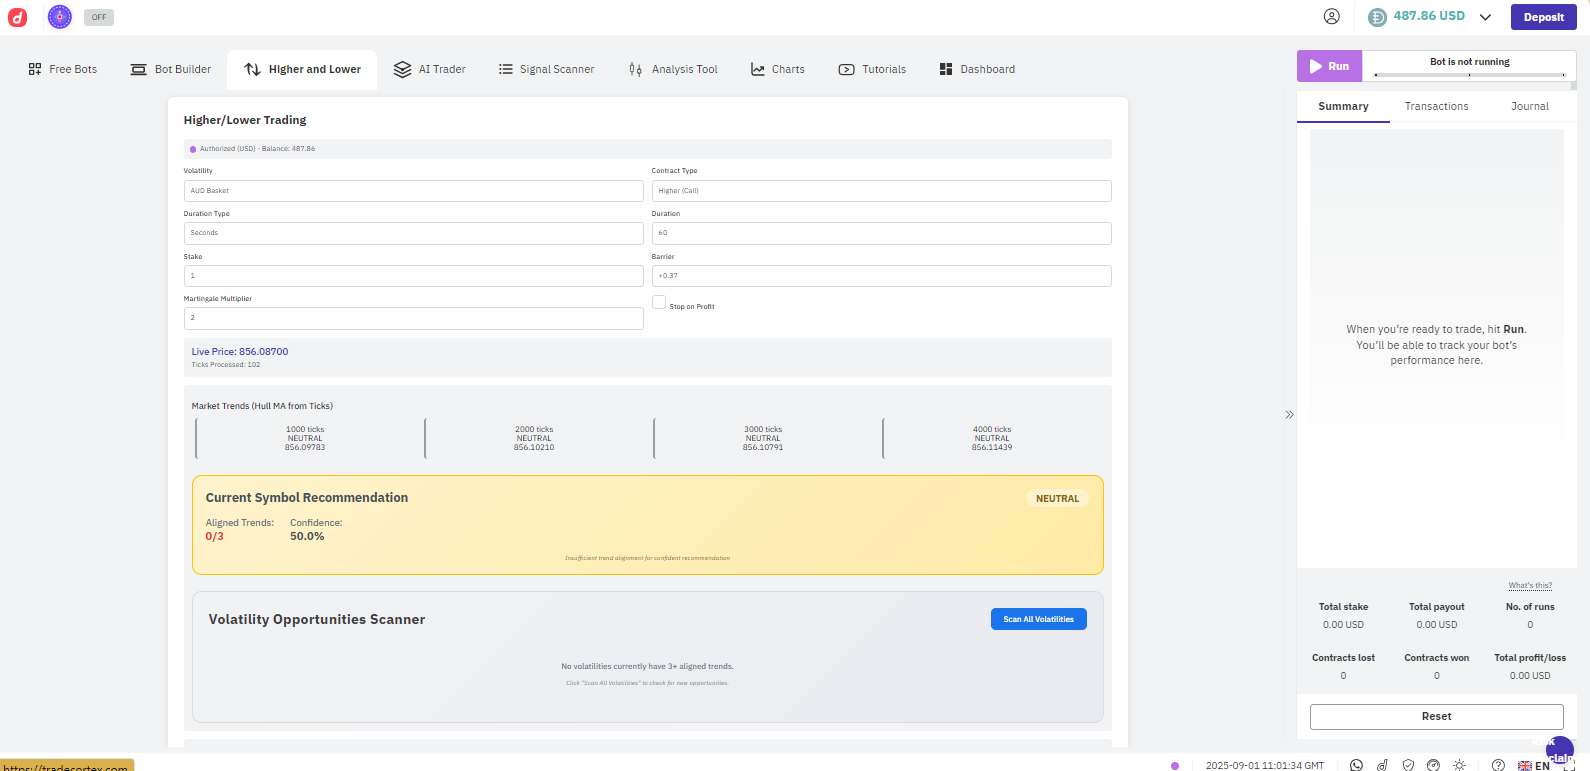 OFF
487.86 USD
Deposit
Free Bots
Bot Builder
Higher and Lower
AI Trader
Signal Scanner
Analysis Tool
Charts
Tutorials
Dashboard
Run
Bot is not running
Higher/Lower Trading
Authorized (USD) - Balance: 487.86
Volatility
Contract Type
AUD Basket
Higher (Call)
Duration Type
Duration
Seconds
60
Stake
Barrier
1
+0.37
Martingale Multiplier
Stop on Profit
2
Live Price: 856.08700
Ticks Processed: 102
Market Trends (Hull MA from Ticks)
1000 ticks
NEUTRAL
856.09783
2000 ticks
NEUTRAL
856.10210
3000 ticks
NEUTRAL
856.10791
4000 ticks
NEUTRAL
856.11439
Current Symbol Recommendation
NEUTRAL
Aligned Trends:
0/3
Confidence:
50.0%
Insufficient trend alignment for confident recommendation
Volatility Opportunities Scanner
Scan All Volatilities
No volatilities currently have 3+ aligned trends.
Click "Scan All Volatilities" to check for new opportunities.
Summary
Transactions
Journal
When you're ready to trade, hit Run.
You'll be able to track your bot's
performance here.
What's this?
Total stake
Total payout
No. of runs
0.00 USD
0.00 USD
0
Contracts lost
Contracts won
Total profit/loss
0
0
0.00 USD
Reset
https://tradecortex.com
2025-09-01 11:01:34 GMT
EN